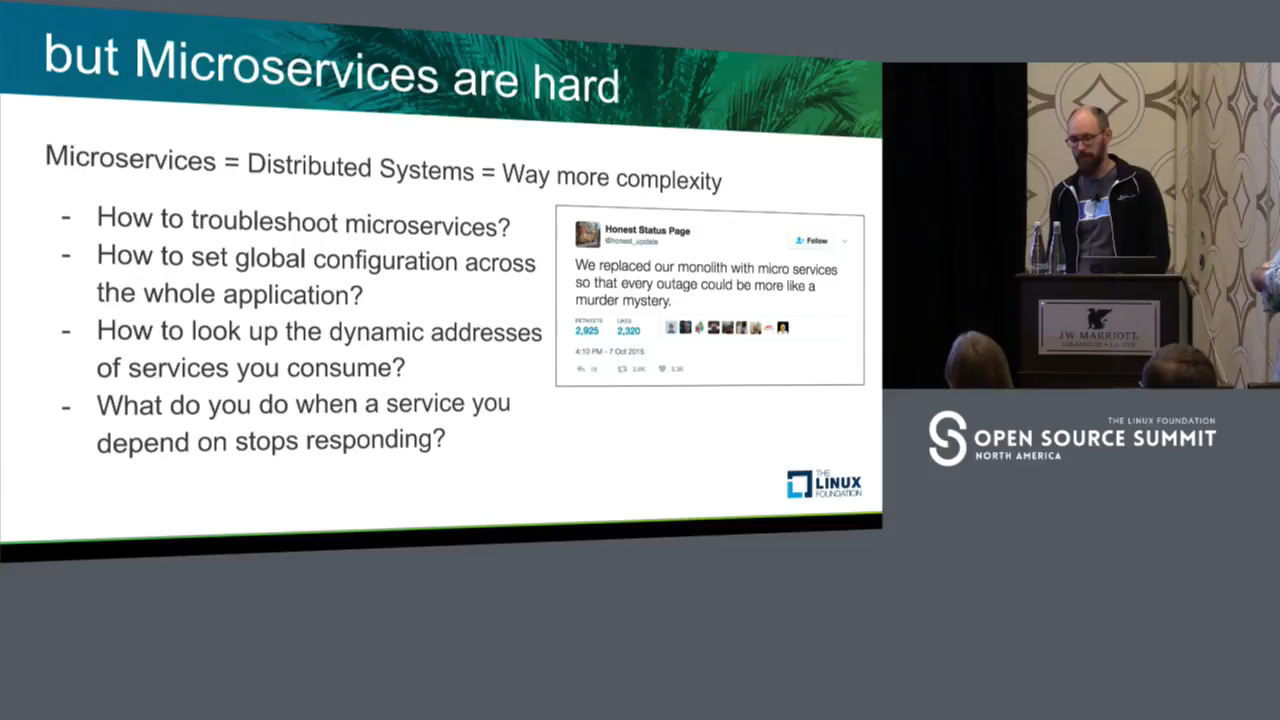 but Microservices are hard
Microservices = Distributed Systems = Way more complexity
- How to troubleshoot microservices?
- How to set global configuration across
the whole application?
- How to look up the dynamic addresses
of services you consume?
- What do you do when a service you
depend on stops responding?
Honest Status Page
@honest_update
Follow
We replaced our monolith with micro services
so that every outage could be more like a
murder mystery.
RETWEETS
LIKES
2,925
2,320
4:10 PM - 7 Oct 2015
THE
LINUX
FOUNDATION
JW MARRIOTT
THE LINUX FOUNDATION
OPEN SOURCE SUMMIT
NORTH AMERICA